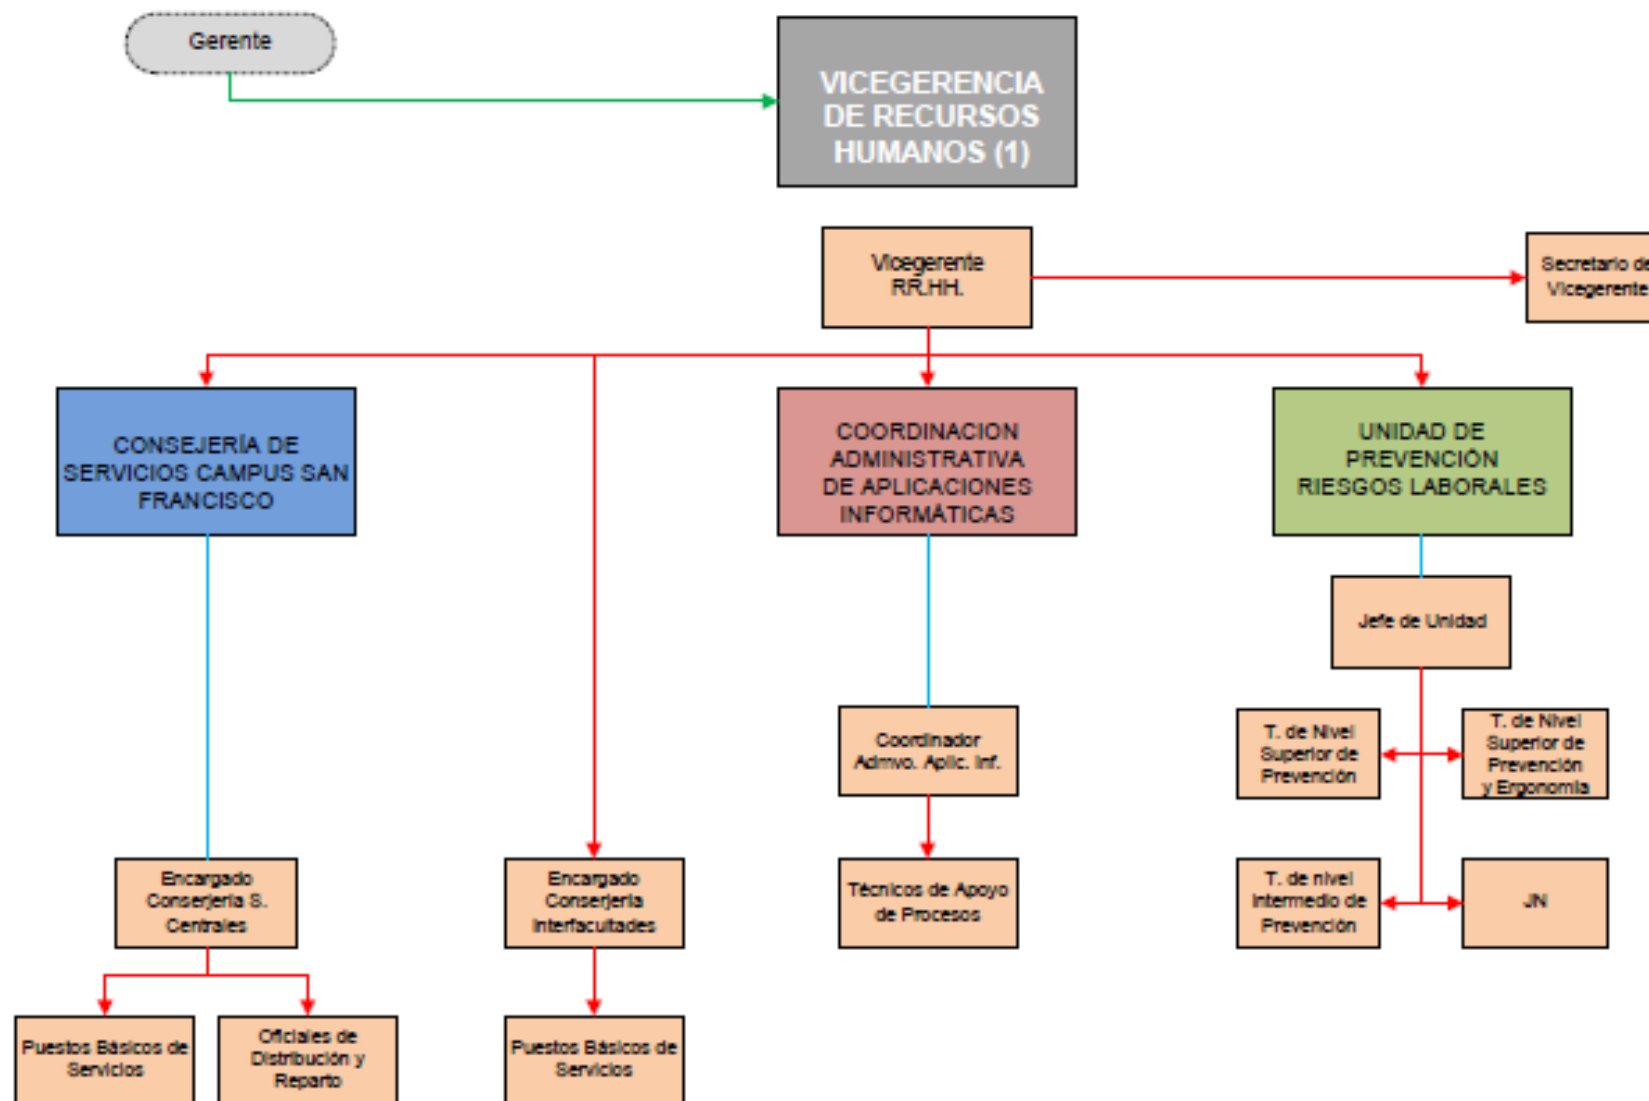 Gerente
VICEGERENCIA
DE RECURSOS
HUMANOS (1)
Vicegerente
RR.HH.
Secretario de
Vicegerente
CONSEJERÍA DE
SERVICIOS CAMPUS SAN
FRANCISCO
COORDINACION
ADMINISTRATIVA
DE APLICACIONES
INFORMÁTICAS
UNIDAD DE
PREVENCIÓN
RIESGOS LABORALES
Jefe de Unidad
Coordinador
Admvo. Aplic. Inf.
T. de Nivel
Superior de
Prevención
T. de Nivel
Superior de
Prevención
y Ergonomía
Encargado
Conserjería S.
Centrales
Encargado
Conserjería
Interfacultades
Técnicos de Apoyo
de Procesos
T. de nivel
Intermedio de
Prevención
JN
Puestos Básicos de
Servicios
Oficiales de
Distribución y
Reparto
Puestos Básicos de
Servicios